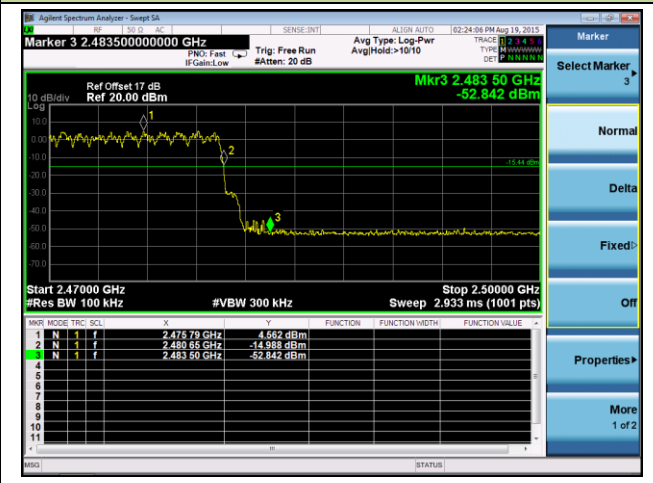 Agilent Spectrum Analyzer - Swept SA
RF 50 Ω AC SENSE:INT ALIGN AUTO 02:24:06 PM Aug 19, 2015
Marker 3 2.483500000000 GHz
PNO: Fast
IFGain:Low
Trig: Free Run
#Atten: 20 dB
Avg Type: Log-Pwr
Avg|Hold:>10/10
TRACE 1 2 3 4 5 6
TYPE MWWWWW
DET P NNNNN
Marker
Select Marker
3
Normal
Delta
Fixed
Off
Properties
More
1 of 2
Mkr3 2.483 50 GHz
-52.842 dBm
Ref Offset 17 dB
10 dB/div Ref 20.00 dBm
Log
10.0
0.00
-10.0
-20.0
-30.0
-40.0
-50.0
-60.0
-70.0
1
2
3
-15.44 dBm
Start 2.47000 GHz Stop 2.50000 GHz
#Res BW 100 kHz #VBW 300 kHz Sweep 2.933 ms (1001 pts)
MKR MODE TRC SCL X Y FUNCTION FUNCTION WIDTH FUNCTION VALUE
1 N 1 f 2.475 79 GHz 4.562 dBm
2 N 1 f 2.480 65 GHz -14.988 dBm
3 N 1 f 2.483 50 GHz -52.842 dBm
4
5
6
7
8
9
10
11
MSG STATUS